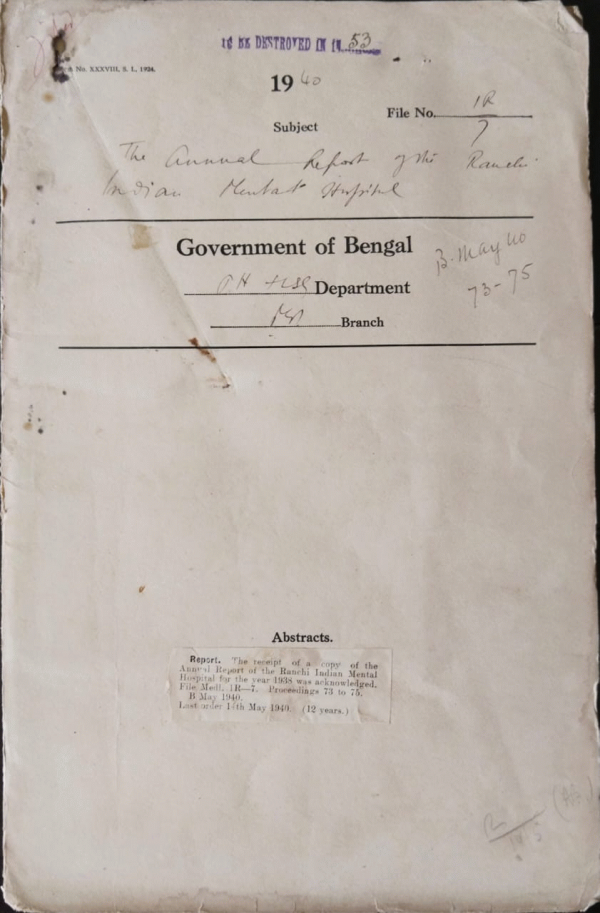 TO BE DESTROYED IN 19 53
No. XXXVIII, S. I., 1934.
1940
File No. 1R/7
Subject
The Annual Report of the Ranchi
Indian Mental Hospital
Government of Bengal
B. May 40
73-75
PH & LSG Department
Branch
Abstracts.
Report. The receipt of a copy of the
Annual Report of the Ranchi Indian Mental
Hospital for the year 1938 was acknowledged.
File Medl. 1R—7. Proceedings 73 to 75.
B May 1940.
Last order 14th May 1940. (12 years.)